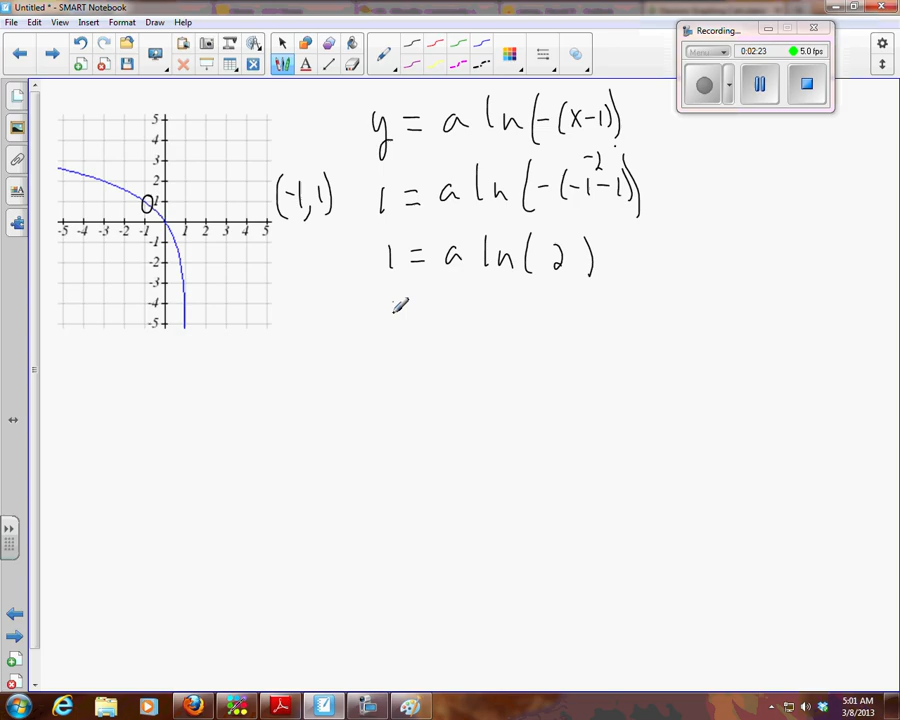 Untitled * - SMART Notebook
File Edit View Insert Format Draw Help
Recording...
Menu 0:02:23 5.0 fps
y = a ln(-(x-1))
-2
(-1,1) 1 = a ln(-(-1-1))
1 = a ln( 2 )
5
4
3
2
1
-5 -4 -3 -2 -1 1 2 3 4 5
-1
-2
-3
-4
-5
5:01 AM
3/8/2013